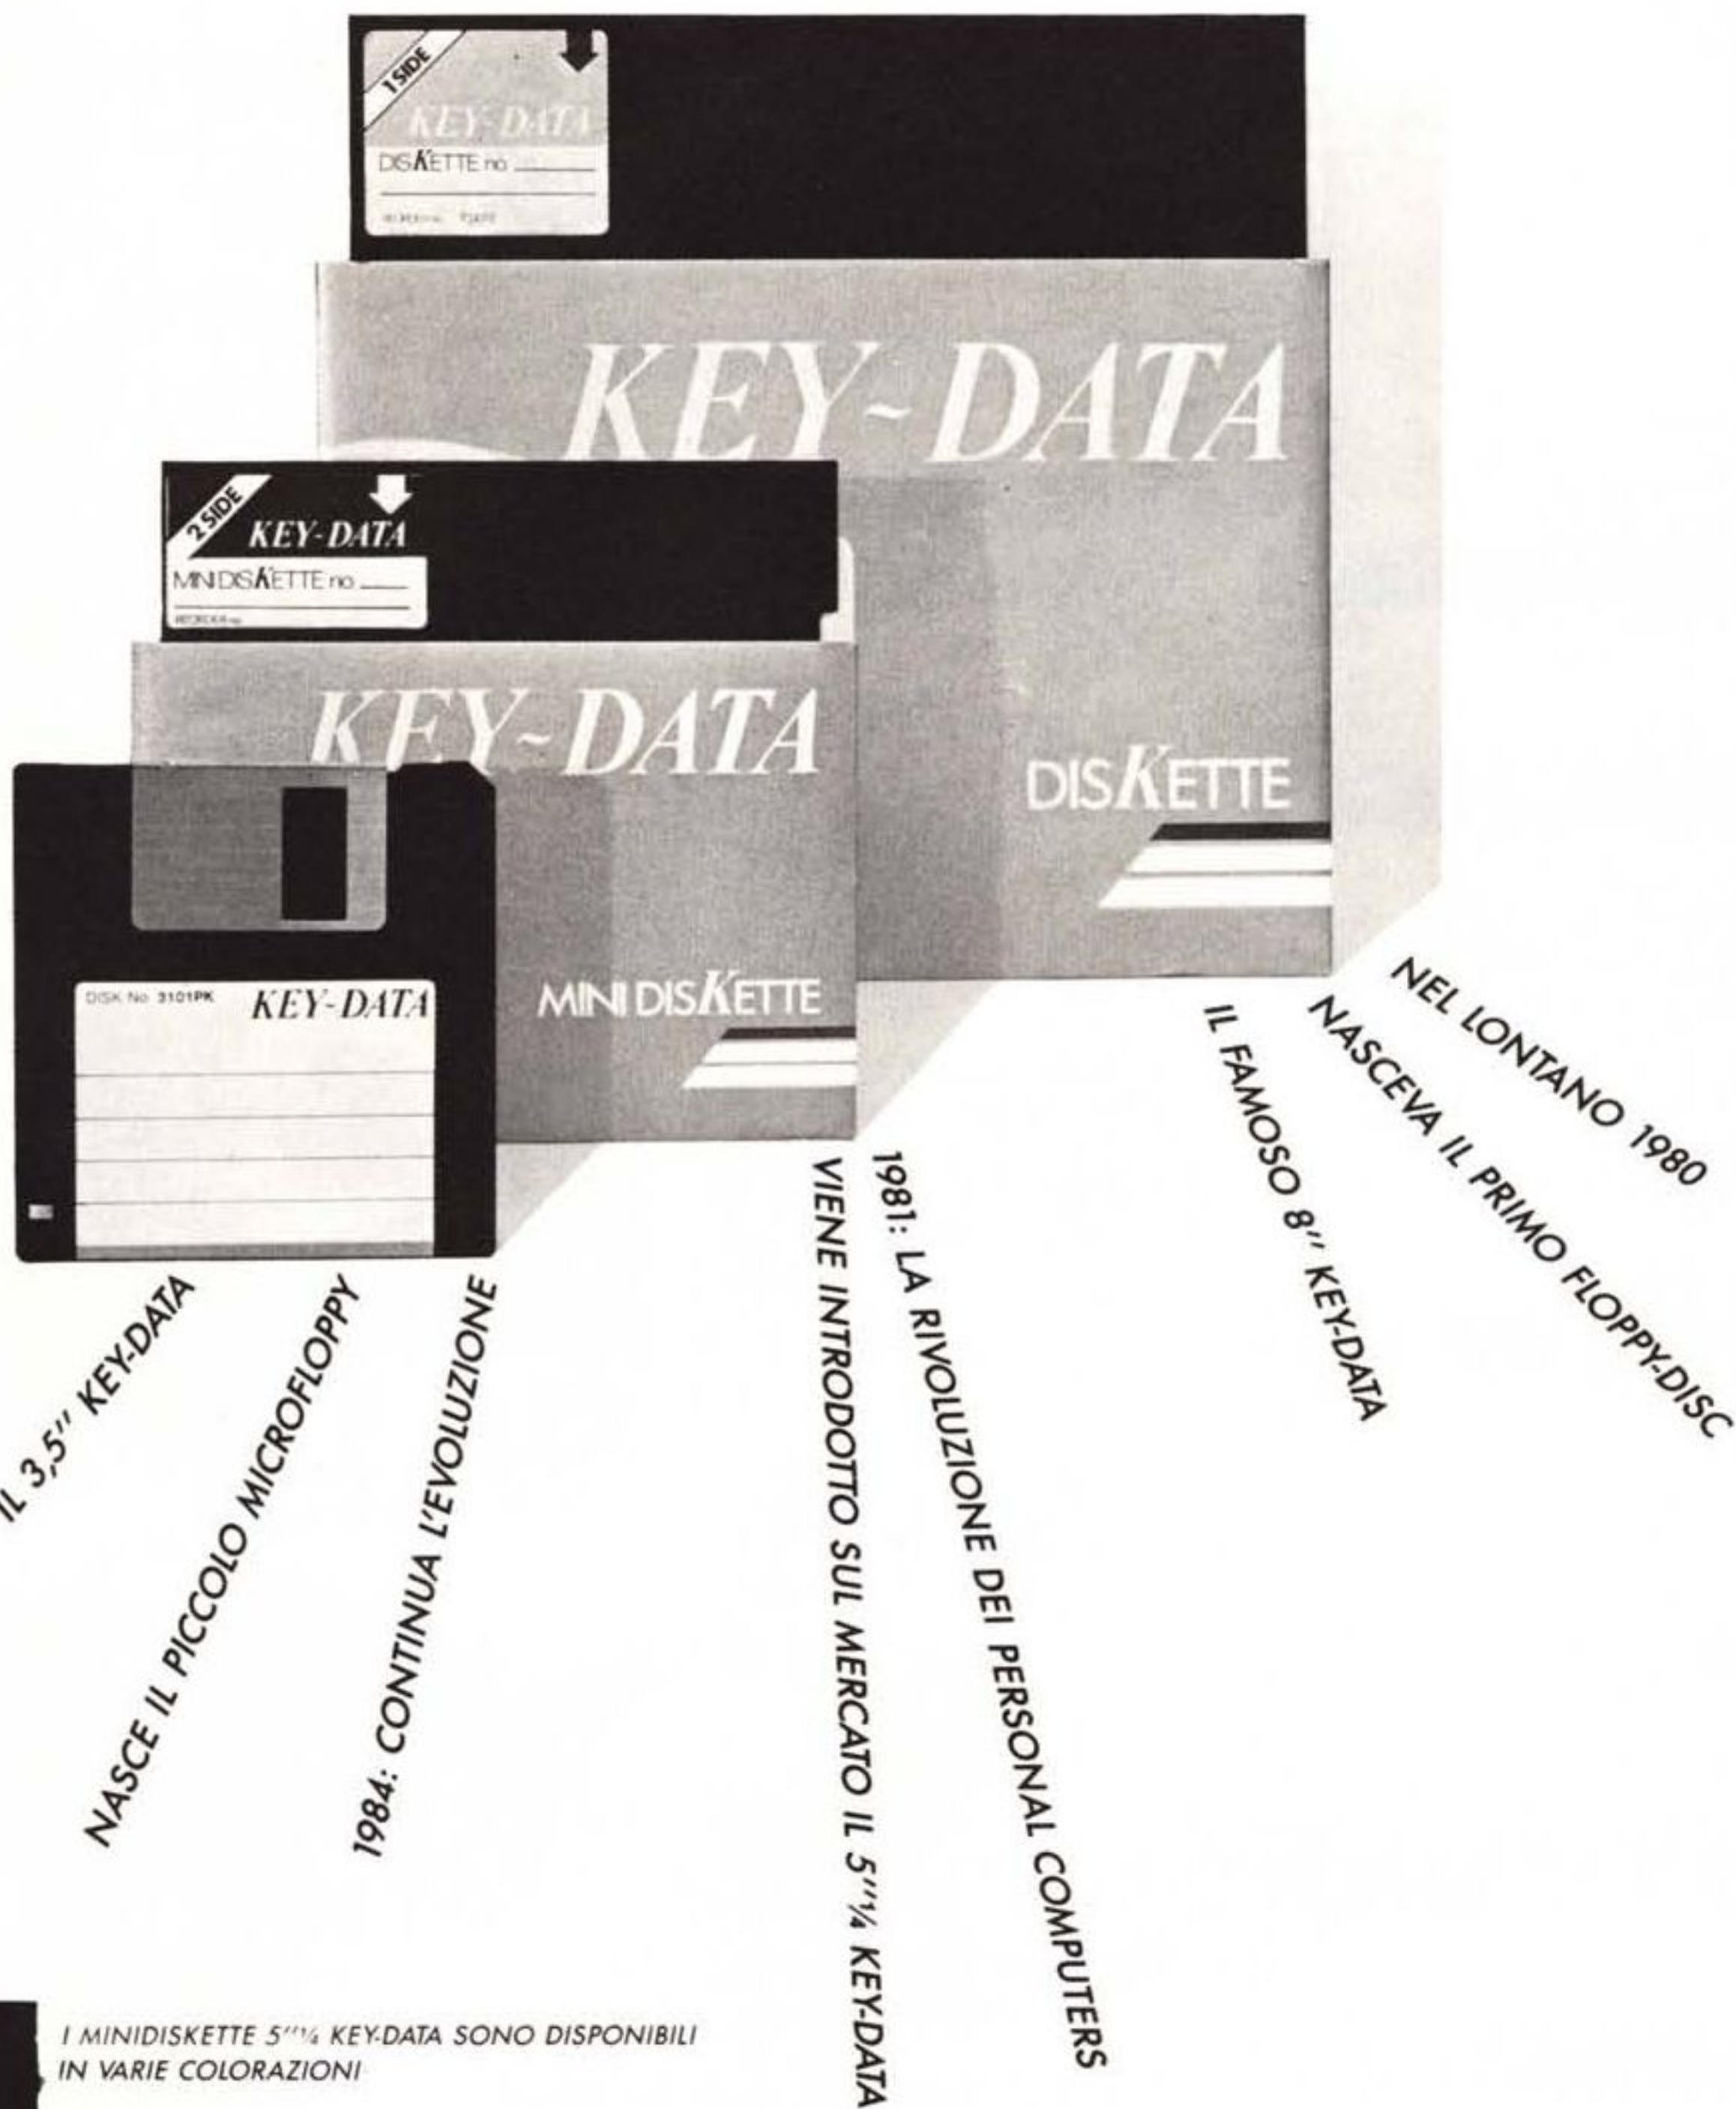 1 SIDE
KEY-DATA
DISKETTE no
KEY-DATA
DISKETTE
2 SIDE
KEY-DATA
MINIDISKETTE no
KEY-DATA
MINIDISKETTE
DISK No 3101PK
KEY-DATA
NEL LONTANO 1980
NASCEVA IL PRIMO FLOPPY-DISC
IL FAMOSO 8" KEY-DATA
1981: LA RIVOLUZIONE DEI PERSONAL COMPUTERS
VIENE INTRODOTTO SUL MERCATO IL 5"¼ KEY-DATA
1984: CONTINUA L'EVOLUZIONE
NASCE IL PICCOLO MICROFLOPPY
IL 3,5" KEY-DATA
I MINIDISKETTE 5"¼ KEY-DATA SONO DISPONIBILI
IN VARIE COLORAZIONI